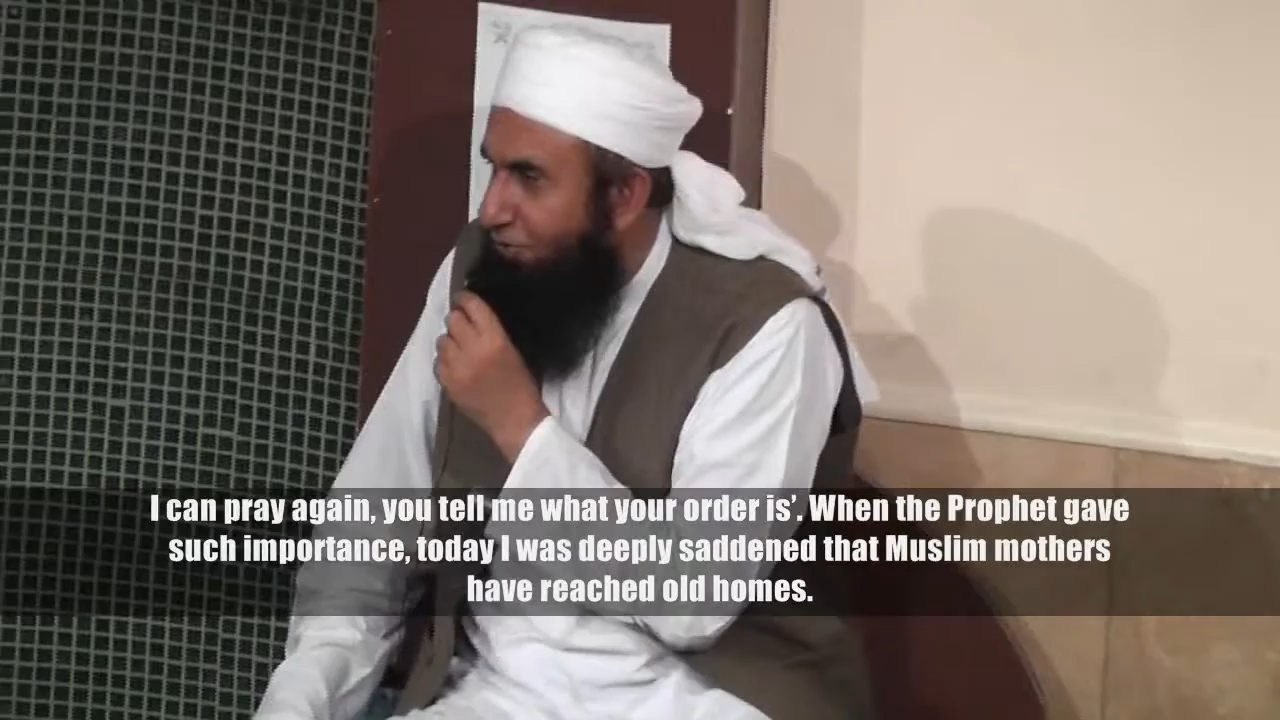 I can pray again, you tell me what your order is’. When the Prophet gave
such importance, today I was deeply saddened that Muslim mothers
have reached old homes.